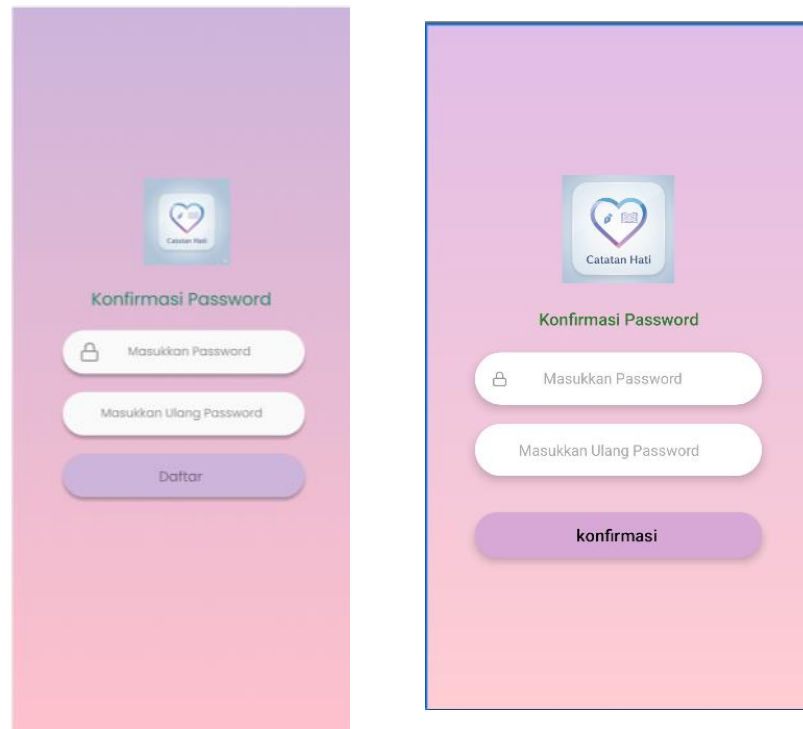 Catatan Hati
Konfirmasi Password
Masukkan Password
Masukkan Ulang Password
Daftar
Catatan Hati
Konfirmasi Password
Masukkan Password
Masukkan Ulang Password
konfirmasi